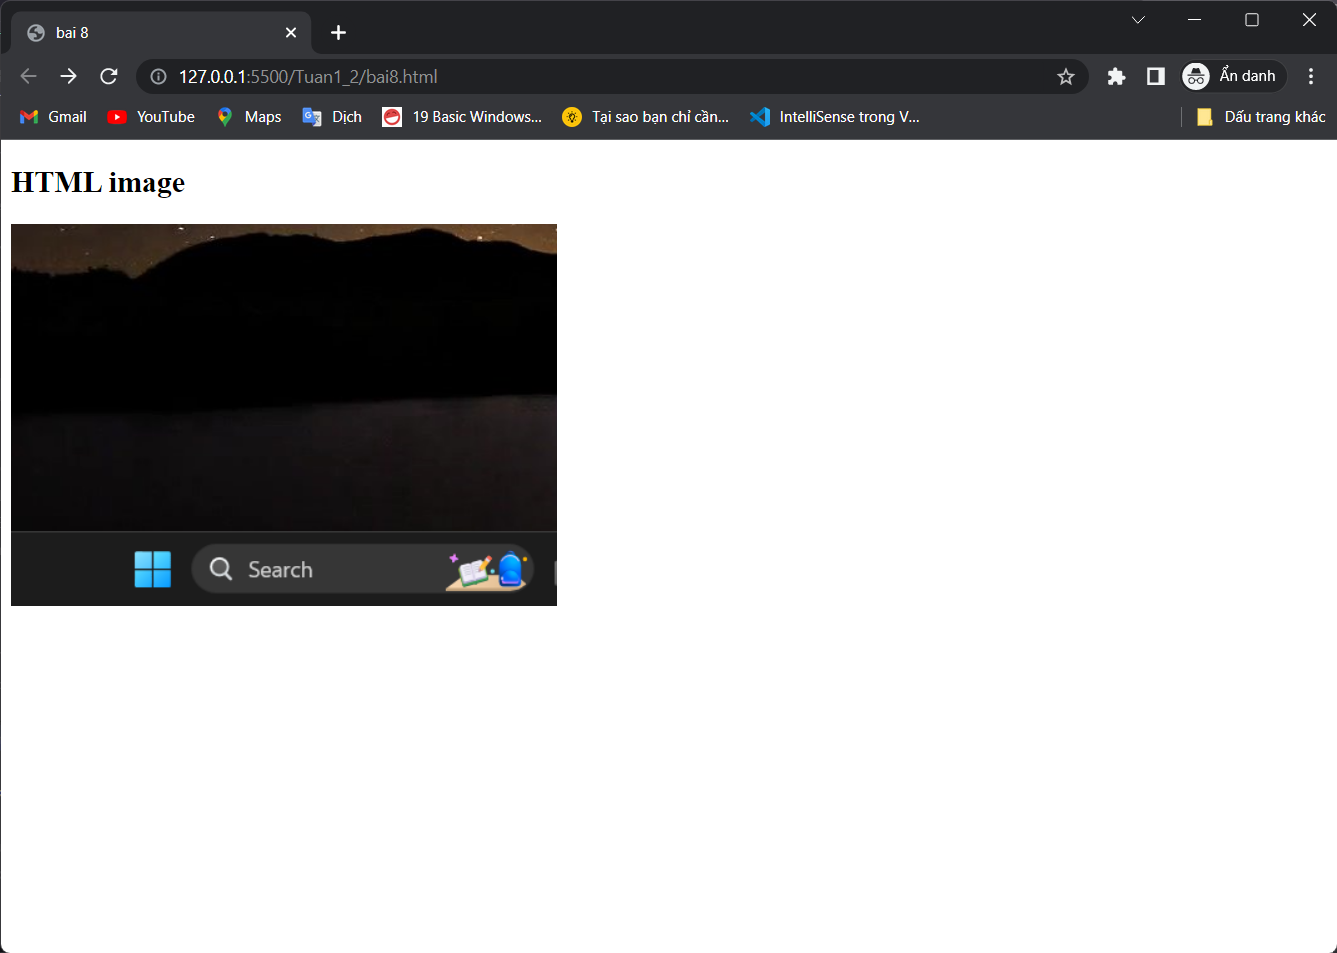 bai 8
127.0.0.1:5500/Tuan1_2/bai8.html
Ẩn danh
Gmail
YouTube
Maps
Dịch
19 Basic Windows...
Tại sao bạn chỉ cần...
IntelliSense trong V...
Dấu trang khác
HTML image
Search